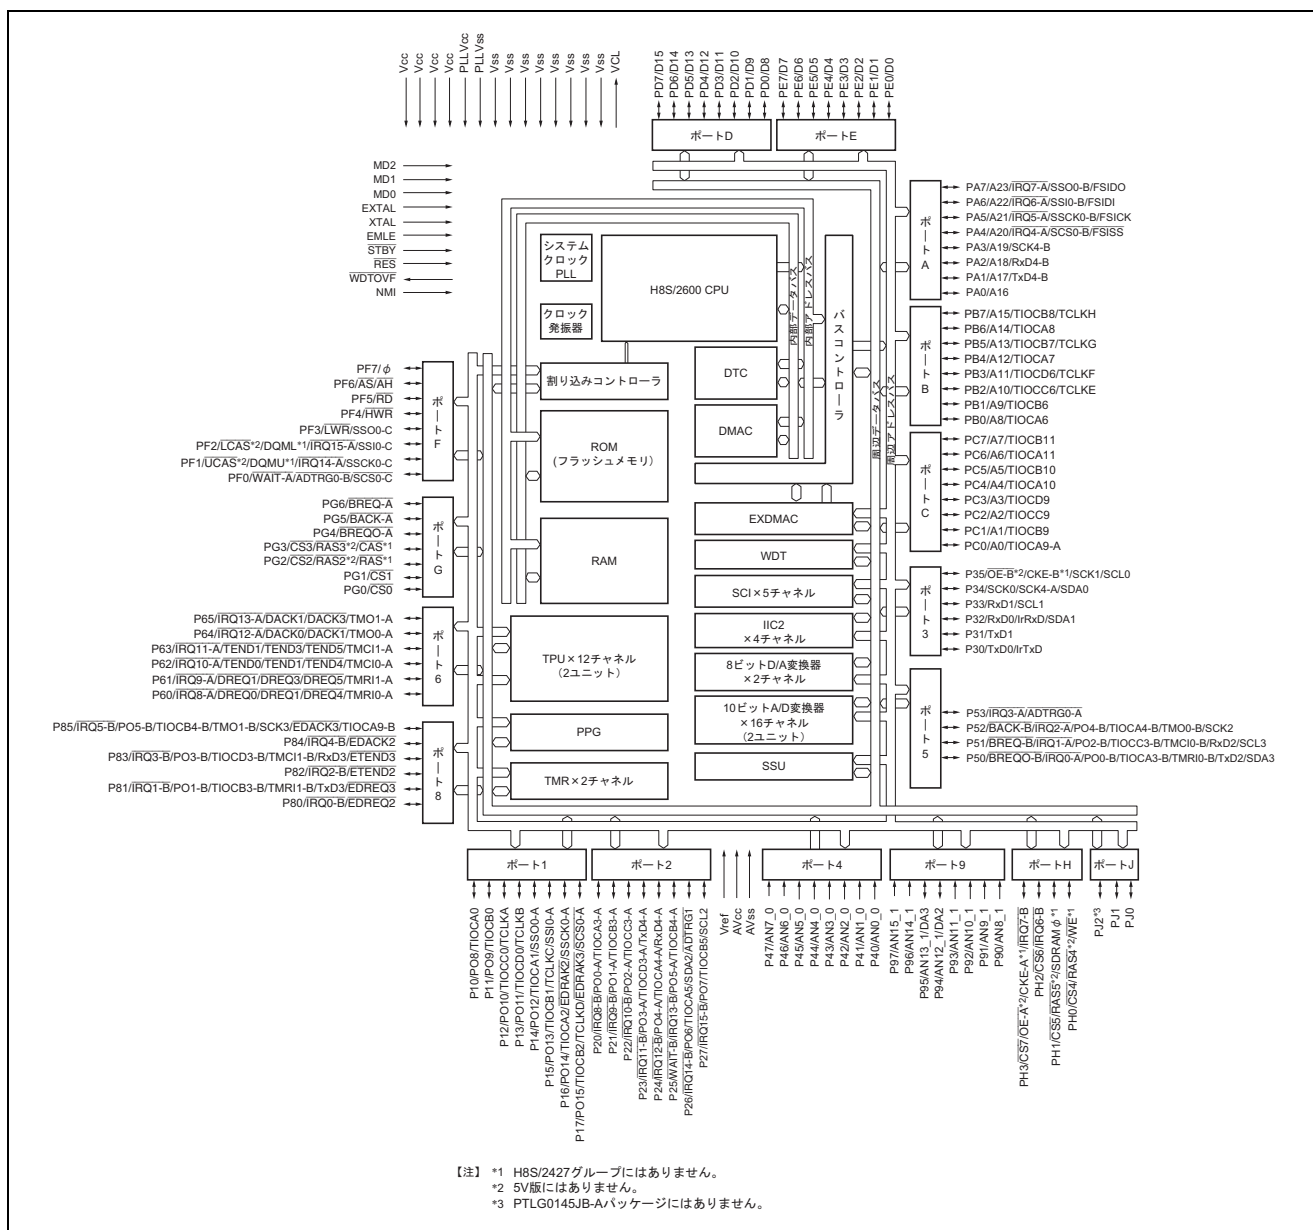 Vcc
Vcc
Vcc
Vcc
PLLVcc
PLLVss
Vss
Vss
Vss
Vss
Vss
Vss
Vss
Vss
VCL
PD7/D15
PD6/D14
PD5/D13
PD4/D12
PD3/D11
PD2/D10
PD1/D9
PD0/D8
PE7/D7
PE6/D6
PE5/D5
PE4/D4
PE3/D3
PE2/D2
PE1/D1
PE0/D0
ポートD
ポートE
MD2
MD1
MD0
EXTAL
XTAL
EMLE
STBY
RES
WDTOVF
NMI
システム
クロック
PLL
クロック
発振器
H8S/2600 CPU
内部データバス
内部アドレスバス
バスコントローラ
周辺データバス
周辺アドレスバス
割り込みコントローラ
DTC
DMAC
ROM
(フラッシュメモリ)
RAM
EXDMAC
WDT
SCI×5チャネル
IIC2
×4チャネル
8ビットD/A変換器
×2チャネル
10ビットA/D変換器
×16チャネル
(2ユニット)
SSU
TPU×12チャネル
(2ユニット)
PPG
TMR×2チャネル
ポートA
PA7/A23/IRQ7-A/SSO0-B/FSIDO
PA6/A22/IRQ6-A/SSI0-B/FSIDI
PA5/A21/IRQ5-A/SSCK0-B/FSICK
PA4/A20/IRQ4-A/SCS0-B/FSISS
PA3/A19/SCK4-B
PA2/A18/RxD4-B
PA1/A17/TxD4-B
PA0/A16
ポートB
PB7/A15/TIOCB8/TCLKH
PB6/A14/TIOCA8
PB5/A13/TIOCB7/TCLKG
PB4/A12/TIOCA7
PB3/A11/TIOCD6/TCLKF
PB2/A10/TIOCC6/TCLKE
PB1/A9/TIOCB6
PB0/A8/TIOCA6
ポートC
PC7/A7/TIOCB11
PC6/A6/TIOCA11
PC5/A5/TIOCB10
PC4/A4/TIOCA10
PC3/A3/TIOCD9
PC2/A2/TIOCC9
PC1/A1/TIOCB9
PC0/A0/TIOCA9-A
ポート3
P35/OE-B*2/CKE-B*1/SCK1/SCL0
P34/SCK0/SCK4-A/SDA0
P33/RxD1/SCL1
P32/RxD0/IrRxD/SDA1
P31/TxD1
P30/TxD0/IrTxD
ポート5
P53/IRQ3-A/ADTRG0-A
P52/BACK-B/IRQ2-A/PO4-B/TIOCA4-B/TMO0-B/SCK2
P51/BREQ-B/IRQ1-A/PO2-B/TIOCC3-B/TMCI0-B/RxD2/SCL3
P50/BREQO-B/IRQ0-A/PO0-B/TIOCA3-B/TMRI0-B/TxD2/SDA3
PF7/φ
PF6/AS/AH
PF5/RD
PF4/HWR
PF3/LWR/SSO0-C
PF2/LCAS*2/DQML*1/IRQ15-A/SSI0-C
PF1/UCAS*2/DQMU*1/IRQ14-A/SSCK0-C
PF0/WAIT-A/ADTRG0-B/SCS0-C
ポートF
PG6/BREQ-A
PG5/BACK-A
PG4/BREQO-A
PG3/CS3/RAS3*2/CAS*1
PG2/CS2/RAS2*2/RAS*1
PG1/CS1
PG0/CS0
ポートG
P65/IRQ13-A/DACK1/DACK3/TMO1-A
P64/IRQ12-A/DACK0/DACK1/TMO0-A
P63/IRQ11-A/TEND1/TEND3/TEND5/TMCI1-A
P62/IRQ10-A/TEND0/TEND1/TEND4/TMCI0-A
P61/IRQ9-A/DREQ1/DREQ3/DREQ5/TMRI1-A
P60/IRQ8-A/DREQ0/DREQ1/DREQ4/TMRI0-A
ポート6
P85/IRQ5-B/PO5-B/TIOCB4-B/TMO1-B/SCK3/EDACK3/TIOCA9-B
P84/IRQ4-B/EDACK2
P83/IRQ3-B/PO3-B/TIOCD3-B/TMCI1-B/RxD3/ETEND3
P82/IRQ2-B/ETEND2
P81/IRQ1-B/PO1-B/TIOCB3-B/TMRI1-B/TxD3/EDREQ3
P80/IRQ0-B/EDREQ2
ポート8
ポート1
ポート2
ポート4
ポート9
ポートH
ポートJ
P10/PO8/TIOCA0
P11/PO9/TIOCB0
P12/PO10/TIOCC0/TCLKA
P13/PO11/TIOCD0/TCLKB
P14/PO12/TIOCA1/SSO0-A
P15/PO13/TIOCB1/TCLKC/SSI0-A
P16/PO14/TIOCA2/EDRAK2/SSCK0-A
P17/PO15/TIOCB2/TCLKD/EDRAK3/SCS0-A
P20/IRQ8-B/PO0-A/TIOCA3-A
P21/IRQ9-B/PO1-A/TIOCB3-A
P22/IRQ10-B/PO2-A/TIOCC3-A
P23/IRQ11-B/PO3-A/TIOCD3-A/TxD4-A
P24/IRQ12-B/PO4-A/TIOCA4-A/RxD4-A
P25/WAIT-B/IRQ13-B/PO5-A/TIOCB4-A
P26/IRQ14-B/PO6/TIOCA5/SDA2/ADTRG1
P27/IRQ15-B/PO7/TIOCB5/SCL2
Vref
AVcc
AVss
P47/AN7_0
P46/AN6_0
P45/AN5_0
P44/AN4_0
P43/AN3_0
P42/AN2_0
P41/AN1_0
P40/AN0_0
P97/AN15_1
P96/AN14_1
P95/AN13_1/DA3
P94/AN12_1/DA2
P93/AN11_1
P92/AN10_1
P91/AN9_1
P90/AN8_1
PH3/CS7/OE-A*2/CKE-A*1/IRQ7-B
PH2/CS6/IRQ6-B
PH1/CS5/RAS5*2/SDRAMφ*1
PH0/CS4/RAS4*2/WE*1
PJ2*3
PJ1
PJ0
【注】 *1 H8S/2427グループにはありません。
*2 5V版にはありません。
*3 PTLG0145JB-Aパッケージにはありません。